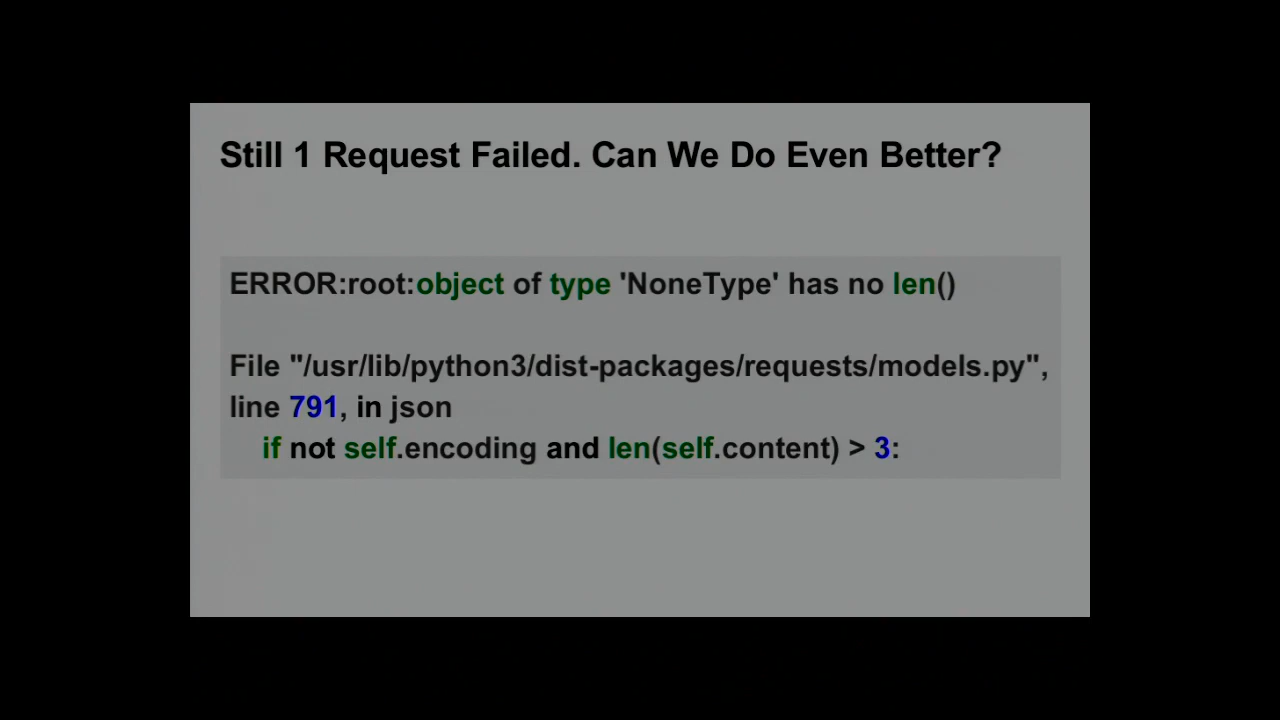 Still 1 Request Failed. Can We Do Even Better?
ERROR:root:object of type 'NoneType' has no len()
File "/usr/lib/python3/dist-packages/requests/models.py",
line 791, in json
if not self.encoding and len(self.content) > 3: